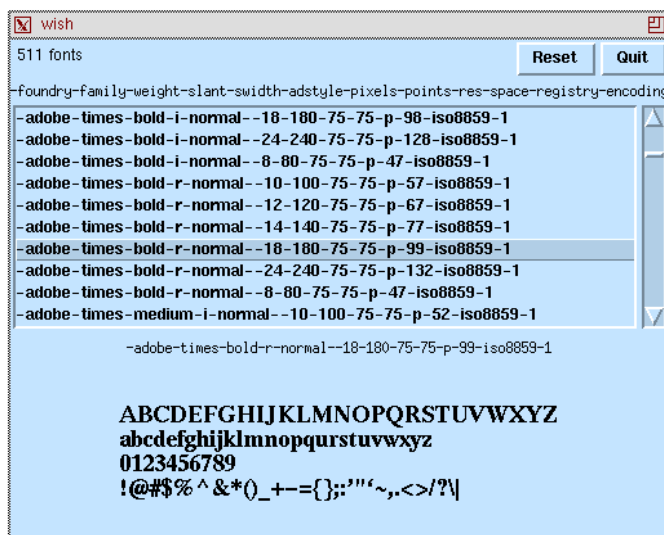 wish
511 fonts
Reset
Quit
-foundry-family-weight-slant-swidth-adstyle-pixels-points-res-space-registry-encoding
-adobe-times-bold-i-normal--18-180-75-75-p-98-iso8859-1
-adobe-times-bold-i-normal--24-240-75-75-p-128-iso8859-1
-adobe-times-bold-i-normal--8-80-75-75-p-47-iso8859-1
-adobe-times-bold-r-normal--10-100-75-75-p-57-iso8859-1
-adobe-times-bold-r-normal--12-120-75-75-p-67-iso8859-1
-adobe-times-bold-r-normal--14-140-75-75-p-77-iso8859-1
-adobe-times-bold-r-normal--18-180-75-75-p-99-iso8859-1
-adobe-times-bold-r-normal--24-240-75-75-p-132-iso8859-1
-adobe-times-bold-r-normal--8-80-75-75-p-47-iso8859-1
-adobe-times-medium-i-normal--10-100-75-75-p-52-iso8859-1
-adobe-times-bold-r-normal--18-180-75-75-p-99-iso8859-1
ABCDEFGHIJKLMNOPQRSTUVWXYZ
abcdefghijklmnopqurstuvwxyz
0123456789
!@#$%^&*()_+-={};:'"`~,.<>/?\|